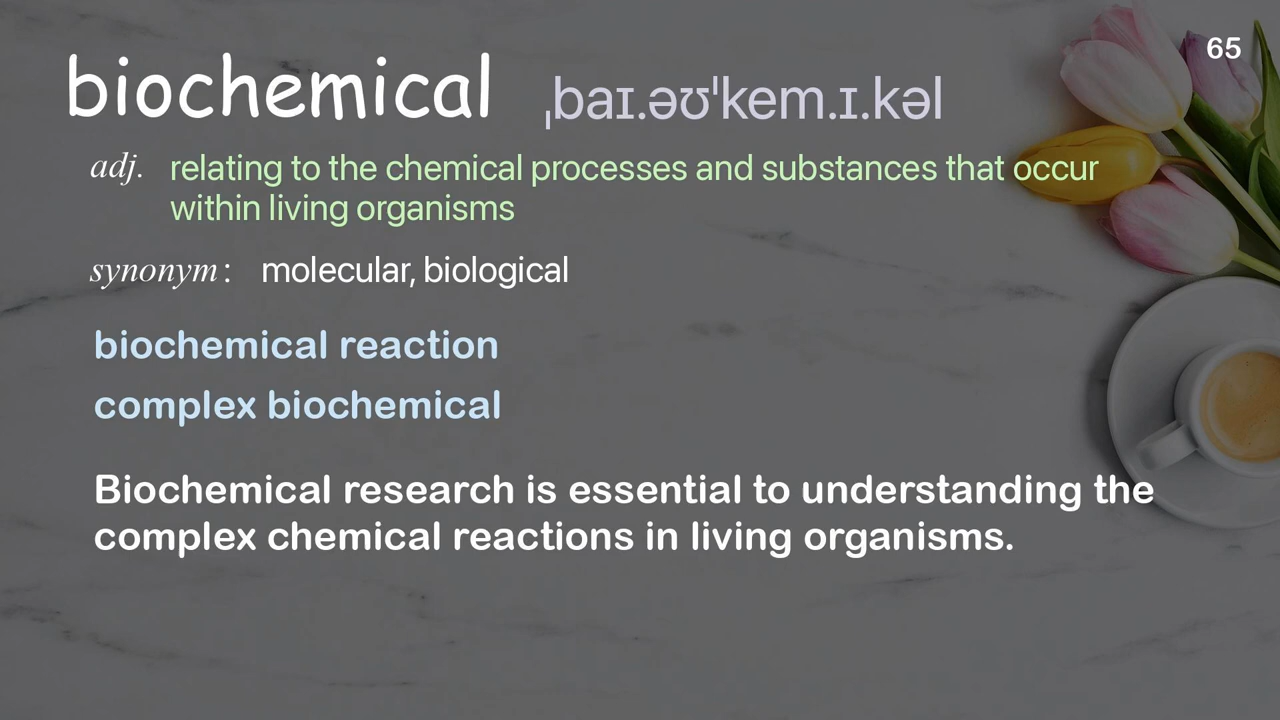 65
biochemical ˌbaɪ.əʊˈkem.ɪ.kəl
adj. relating to the chemical processes and substances that occur
within living organisms
synonym: molecular, biological
biochemical reaction
complex biochemical
Biochemical research is essential to understanding the
complex chemical reactions in living organisms.